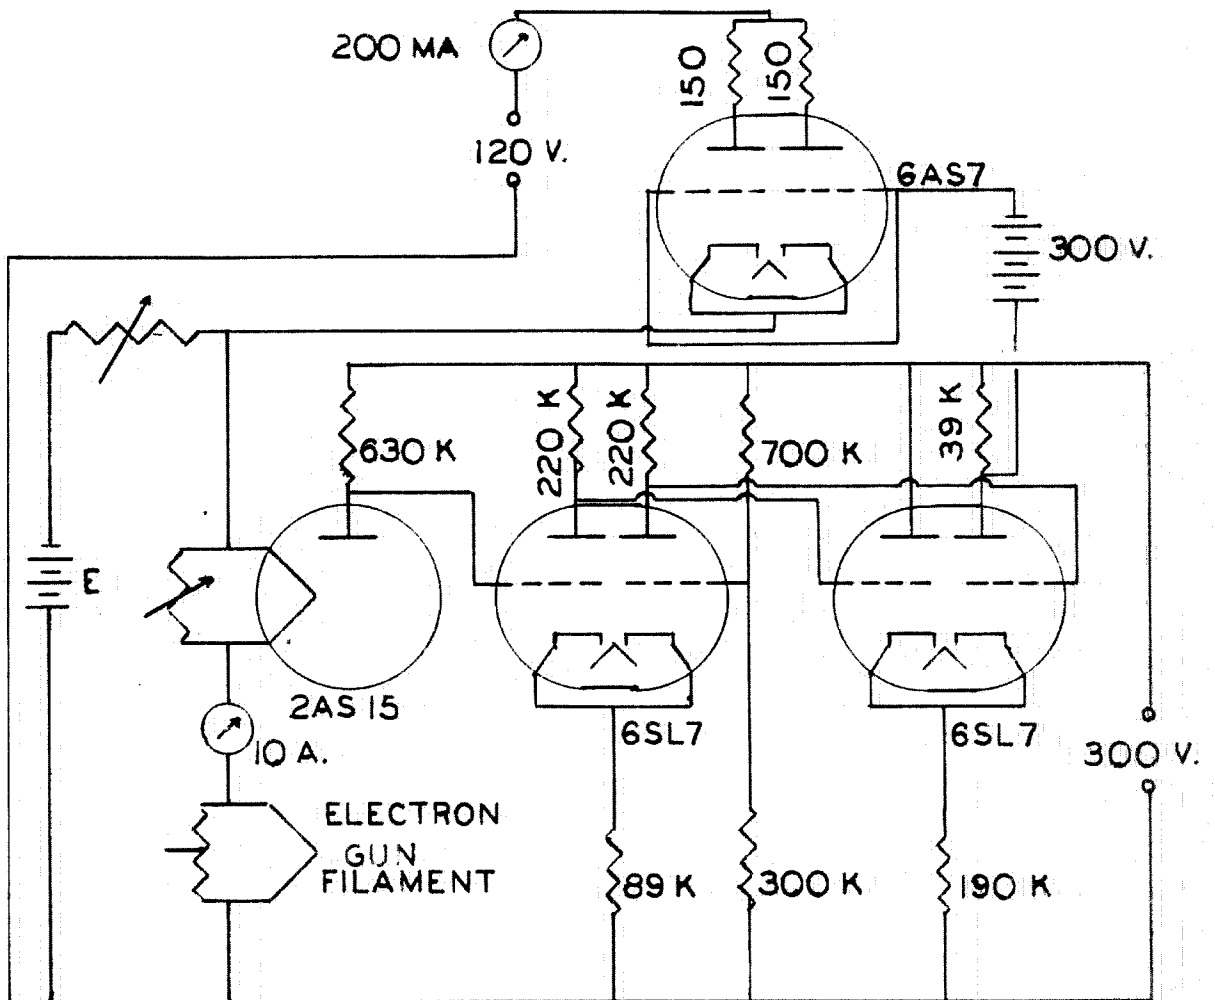 200 MA
150
150
120 V.
6AS7
300 V.
630 K
220 K
220 K
700 K
39 K
E
2AS 15
6SL7
6SL7
10 A.
300 V.
ELECTRON
GUN
FILAMENT
89 K
300 K
190 K